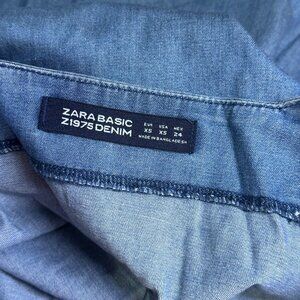 ZARA BASIC
Z1975 DENIM
EUR USA MEX
XS XS 24
MADE IN BANGLADESH